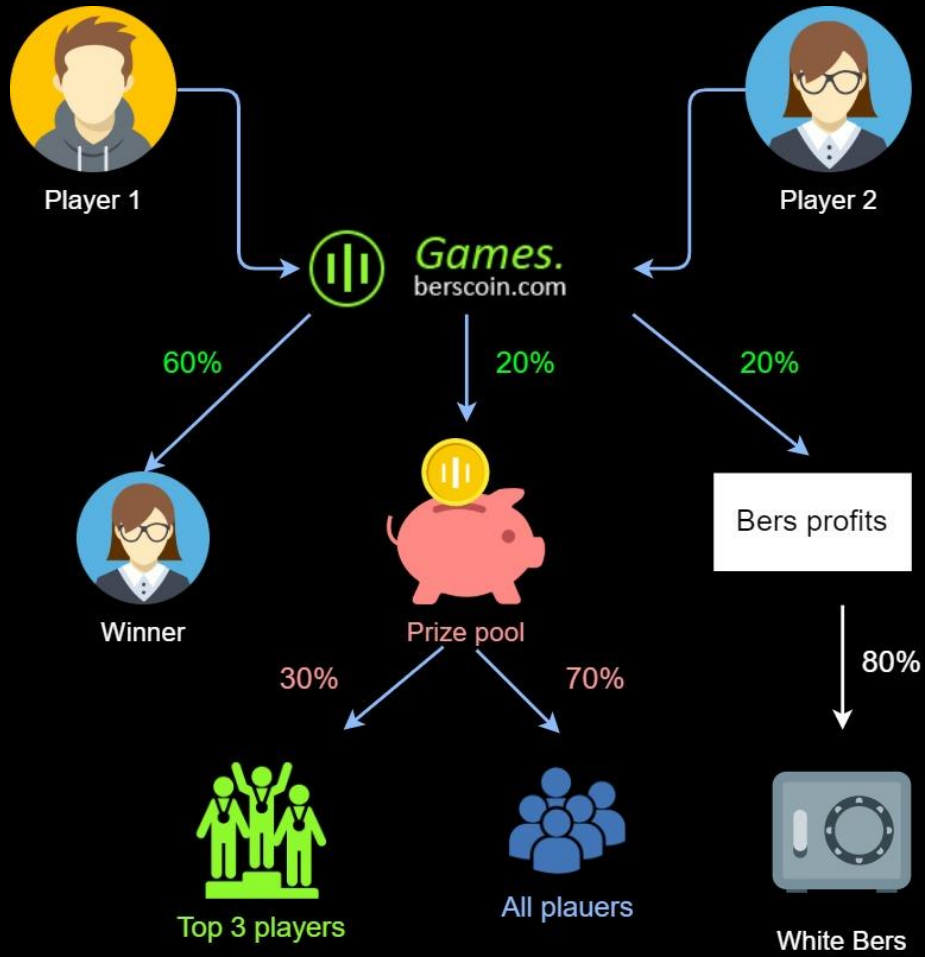 Player 1
Player 2
Games.
berscoin.com
60%
20%
20%
Bers profits
Winner
Prize pool
30%
70%
80%
Top 3 players
All plauers
White Bers